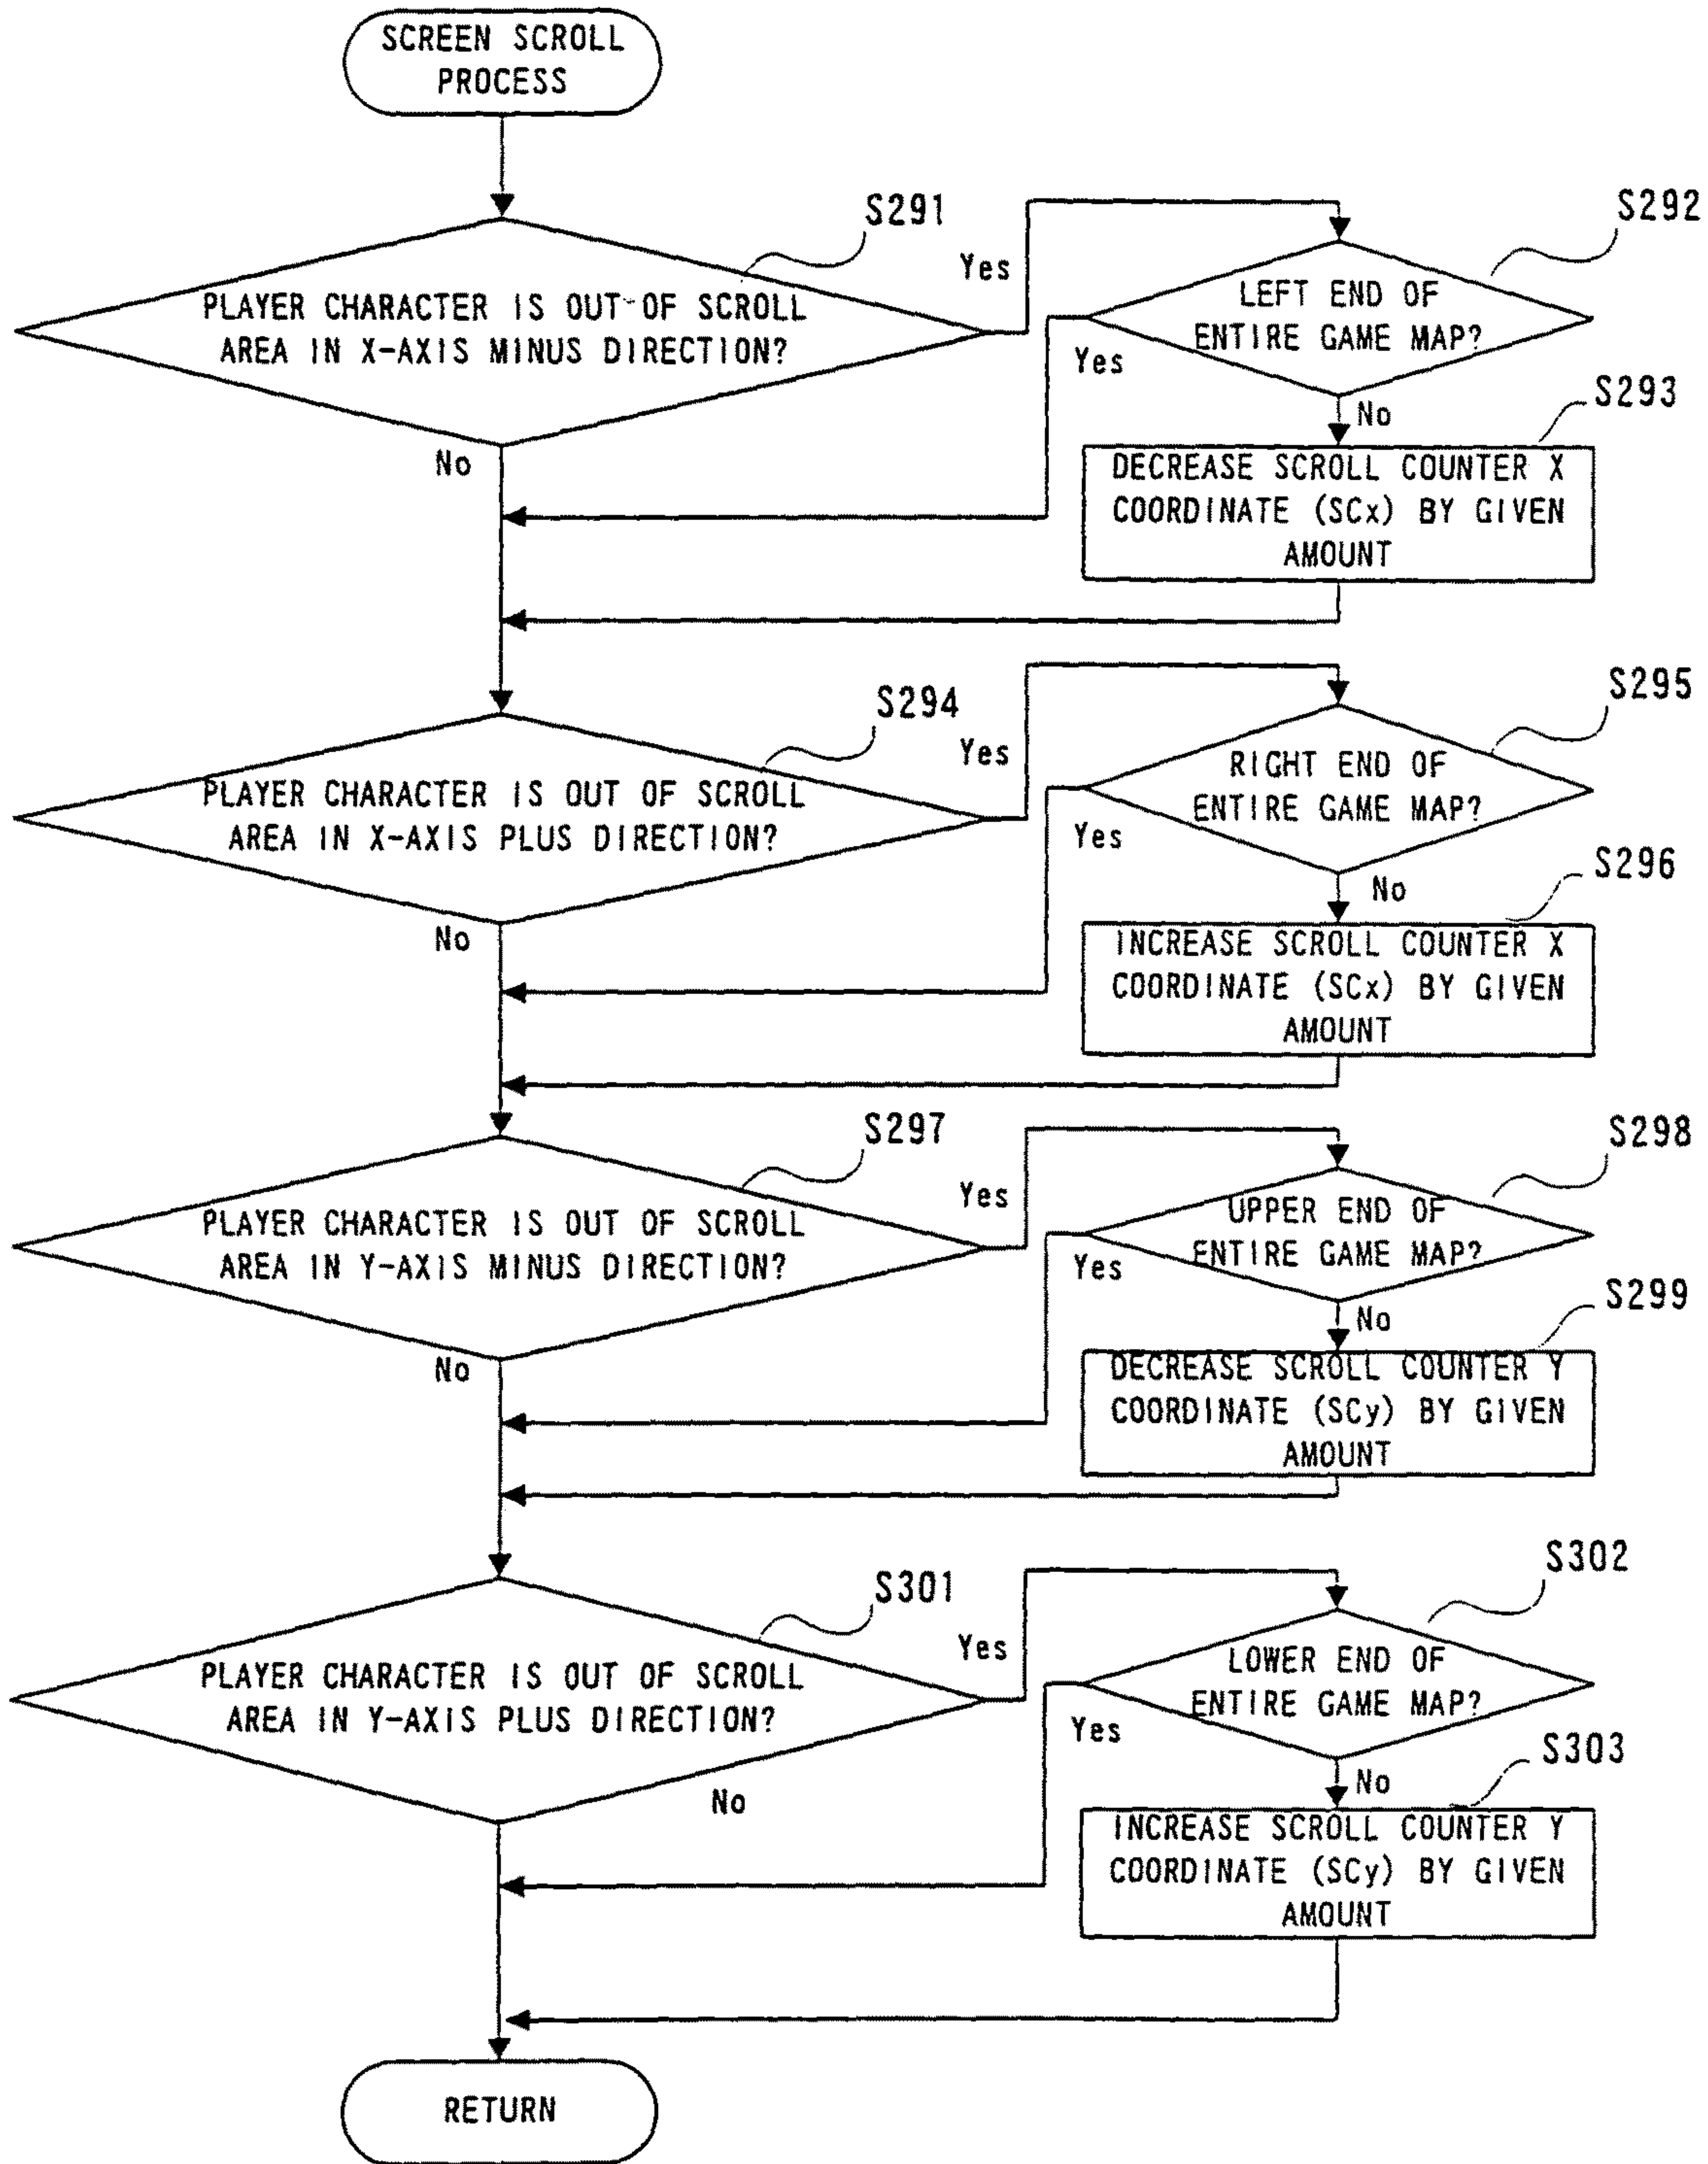 SCREEN SCROLL
PROCESS
S291
PLAYER CHARACTER IS OUT OF SCROLL
AREA IN X-AXIS MINUS DIRECTION?
Yes
No
S292
LEFT END OF
ENTIRE GAME MAP?
Yes
No
S293
DECREASE SCROLL COUNTER X
COORDINATE (SCx) BY GIVEN
AMOUNT
S294
PLAYER CHARACTER IS OUT OF SCROLL
AREA IN X-AXIS PLUS DIRECTION?
Yes
No
S295
RIGHT END OF
ENTIRE GAME MAP?
Yes
No
S296
INCREASE SCROLL COUNTER X
COORDINATE (SCx) BY GIVEN
AMOUNT
S297
PLAYER CHARACTER IS OUT OF SCROLL
AREA IN Y-AXIS MINUS DIRECTION?
Yes
No
S298
UPPER END OF
ENTIRE GAME MAP?
Yes
No
S299
DECREASE SCROLL COUNTER Y
COORDINATE (SCy) BY GIVEN
AMOUNT
S301
PLAYER CHARACTER IS OUT OF SCROLL
AREA IN Y-AXIS PLUS DIRECTION?
Yes
No
S302
LOWER END OF
ENTIRE GAME MAP?
Yes
No
S303
INCREASE SCROLL COUNTER Y
COORDINATE (SCy) BY GIVEN
AMOUNT
RETURN